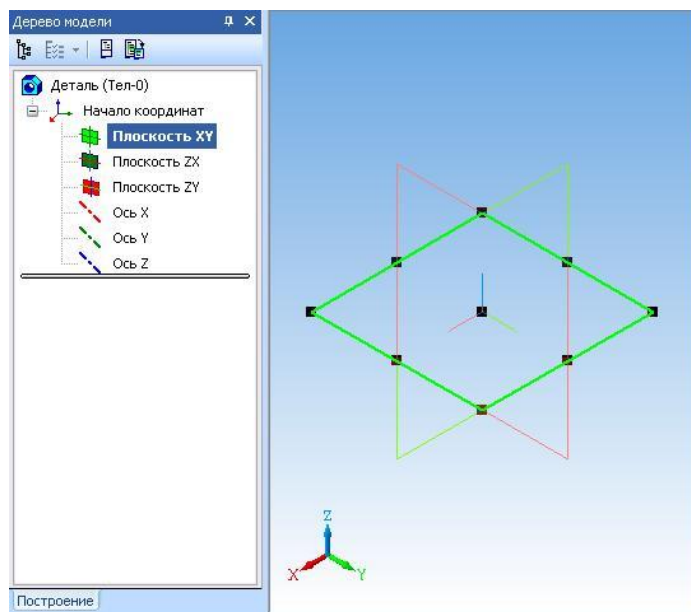 Дерево модели
Деталь (Тел-0)
Начало координат
Плоскость XY
Плоскость ZX
Плоскость ZY
Ось X
Ось Y
Ось Z
Z
X
Y
Построение